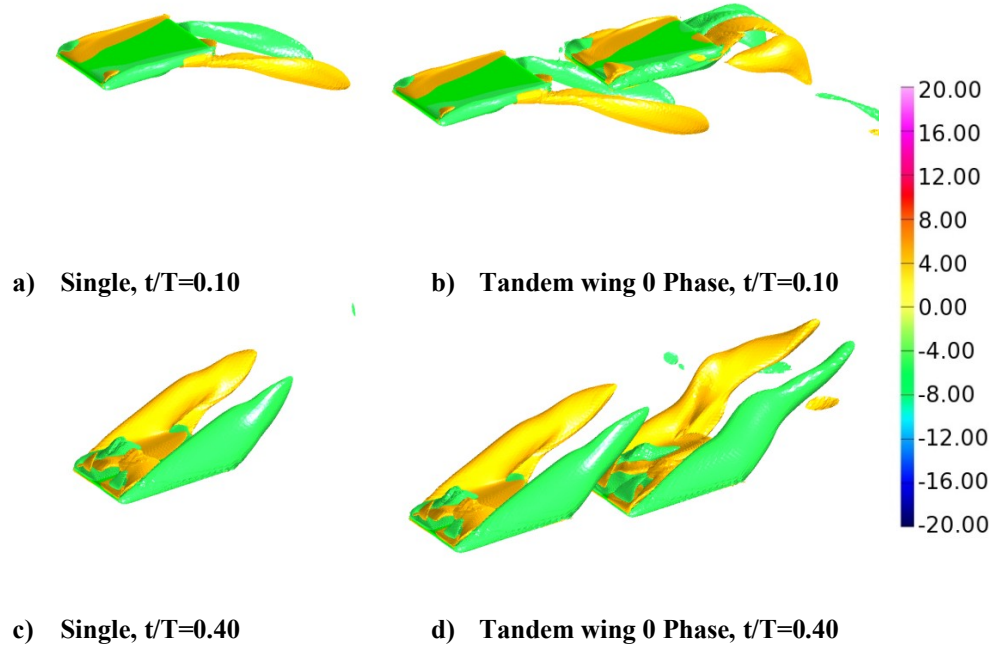 a) Single, t/T=0.10
b) Tandem wing 0 Phase, t/T=0.10
20.00
16.00
12.00
8.00
4.00
0.00
-4.00
-8.00
-12.00
-16.00
-20.00
c) Single, t/T=0.40
d) Tandem wing 0 Phase, t/T=0.40